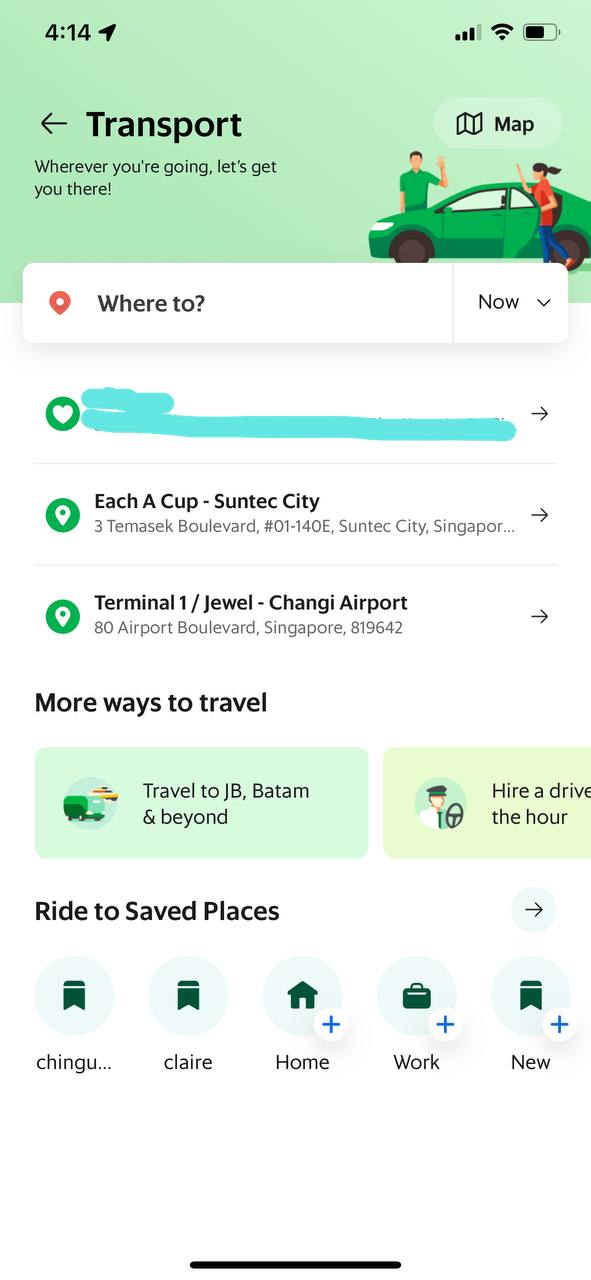 4:14
Transport
Map
Wherever you're going, let's get
you there!
Where to?
Now
Each A Cup - Suntec City
3 Temasek Boulevard, #01-140E, Suntec City, Singapor...
Terminal 1 / Jewel - Changi Airport
80 Airport Boulevard, Singapore, 819642
More ways to travel
Travel to JB, Batam
& beyond
Hire a drive
the hour
Ride to Saved Places
chingu...
claire
Home
Work
New